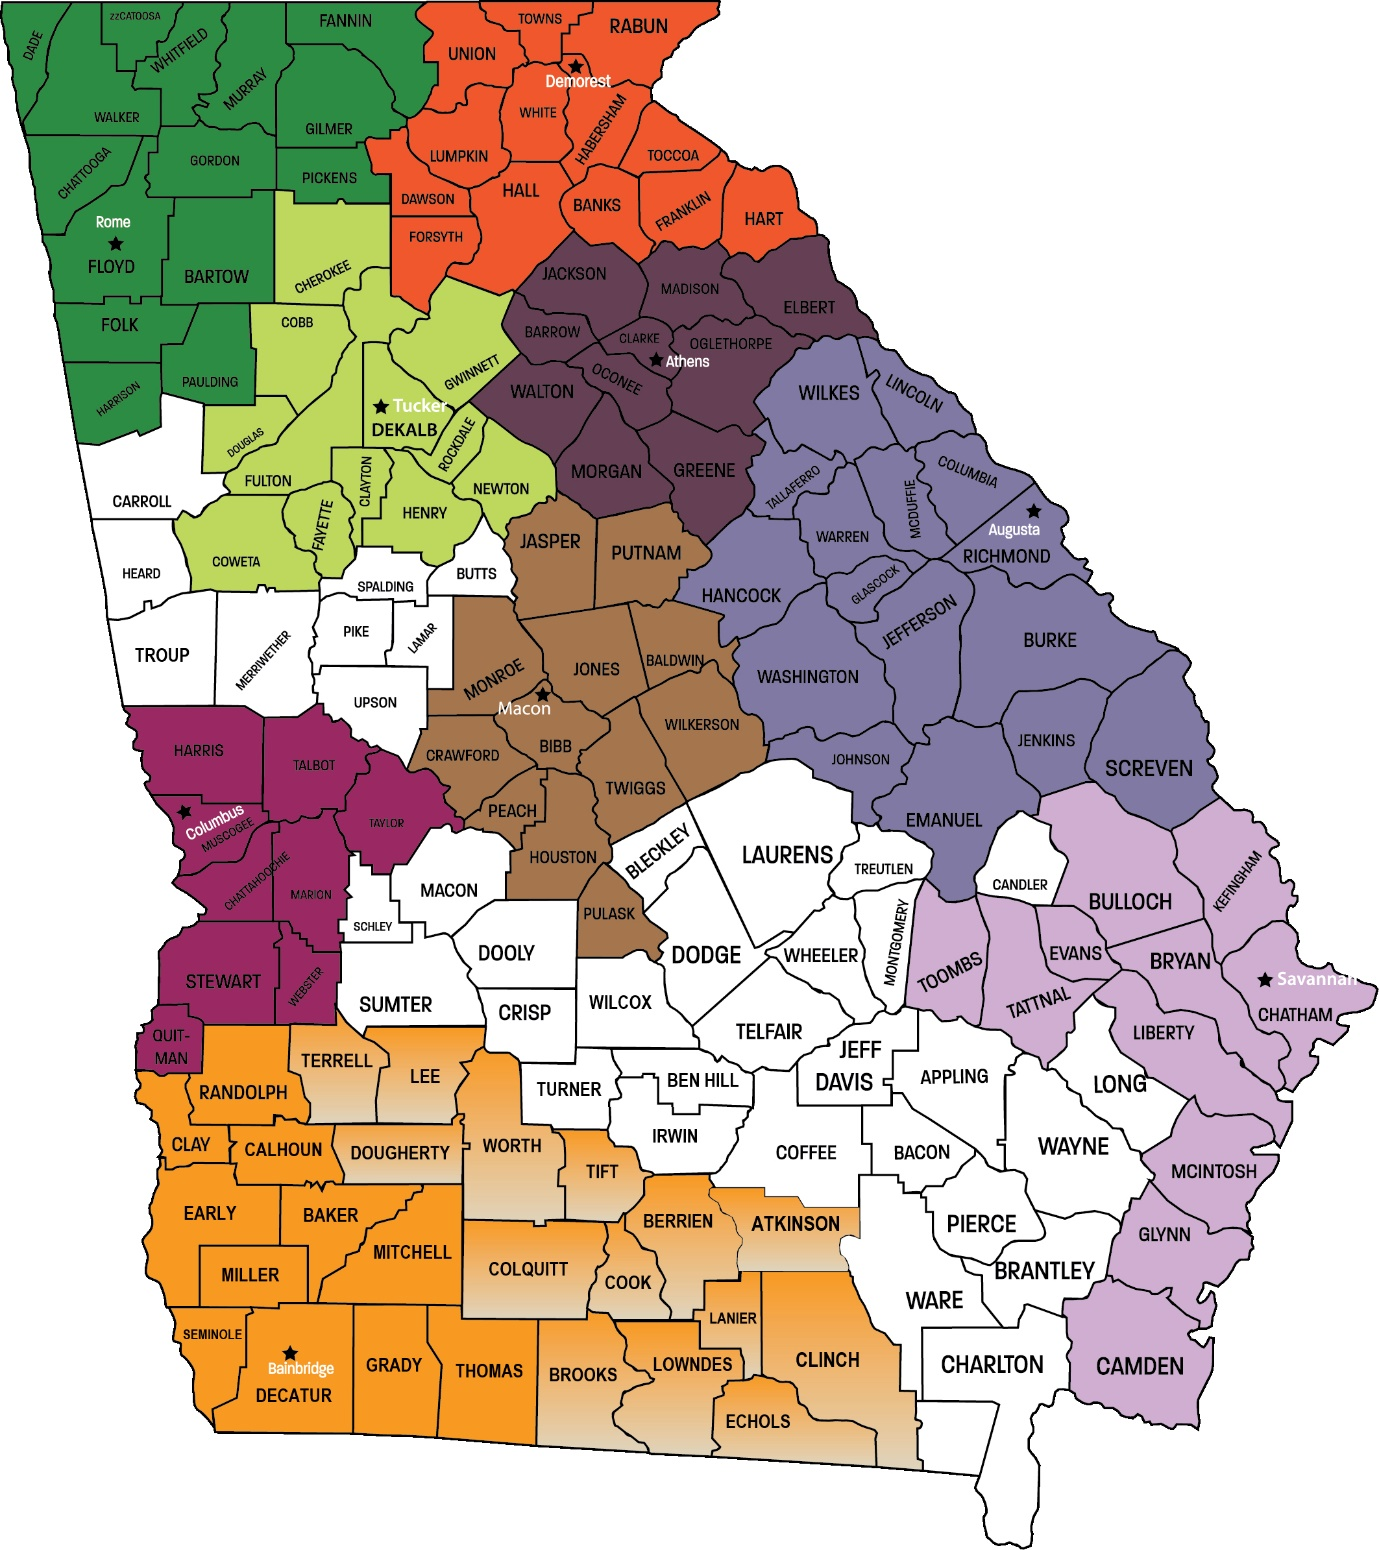 DADE
zzCATOOSA
WHITFIELD
MURRAY
FANNIN
WALKER
GILMER
CHATTOOGA
GORDON
PICKENS
Rome
FLOYD
BARTOW
FOLK
PAULDING
HARRISON
UNION
TOWNS
RABUN
Demorest
WHITE
HABERSHAM
LUMPKIN
TOCCOA
DAWSON
HALL
BANKS
FRANKLIN
HART
FORSYTH
CHEROKEE
COBB
GWINNETT
Tucker
DEKALB
DOUGLAS
FULTON
ROCKDALE
CLAYTON
NEWTON
FAYETTE
HENRY
COWETA
JACKSON
MADISON
ELBERT
BARROW
CLARKE
OGLETHORPE
Athens
OCONEE
WALTON
MORGAN
GREENE
WILKES
LINCOLN
TALLAFERRO
COLUMBIA
MCDUFFIE
WARREN
Augusta
RICHMOND
GLASCOCK
HANCOCK
JEFFERSON
BURKE
WASHINGTON
JENKINS
JOHNSON
SCREVEN
EMANUEL
CARROLL
HEARD
SPALDING
BUTTS
TROUP
MERRIWETHER
PIKE
LAMAR
UPSON
JASPER
PUTNAM
MONROE
JONES
BALDWIN
Macon
WILKERSON
BIBB
CRAWFORD
TWIGGS
PEACH
HOUSTON
PULASK
HARRIS
TALBOT
TAYLOR
Columbus
MUSCOGEE
CHATTAHOOCHIE
MARION
STEWART
WEBSTER
QUIT-
MAN
MACON
SCHLEY
DOOLY
SUMTER
CRISP
BLECKLEY
LAURENS
TREUTLEN
CANDLER
DODGE
WHEELER
MONTGOMERY
WILCOX
TELFAIR
JEFF
DAVIS
APPLING
LONG
TURNER
BEN HILL
IRWIN
COFFEE
BACON
WAYNE
PIERCE
BRANTLEY
WARE
CHARLTON
BULLOCH
KEFINGHAM
TOOMBS
EVANS
BRYAN
Savannah
CHATHAM
TATTNAL
LIBERTY
MCINTOSH
GLYNN
CAMDEN
TERRELL
LEE
RANDOLPH
CLAY
CALHOUN
DOUGHERTY
WORTH
TIFT
EARLY
BAKER
MITCHELL
MILLER
COLQUITT
COOK
BERRIEN
ATKINSON
LANIER
SEMINOLE
Bainbridge
DECATUR
GRADY
THOMAS
BROOKS
LOWNDES
CLINCH
ECHOLS